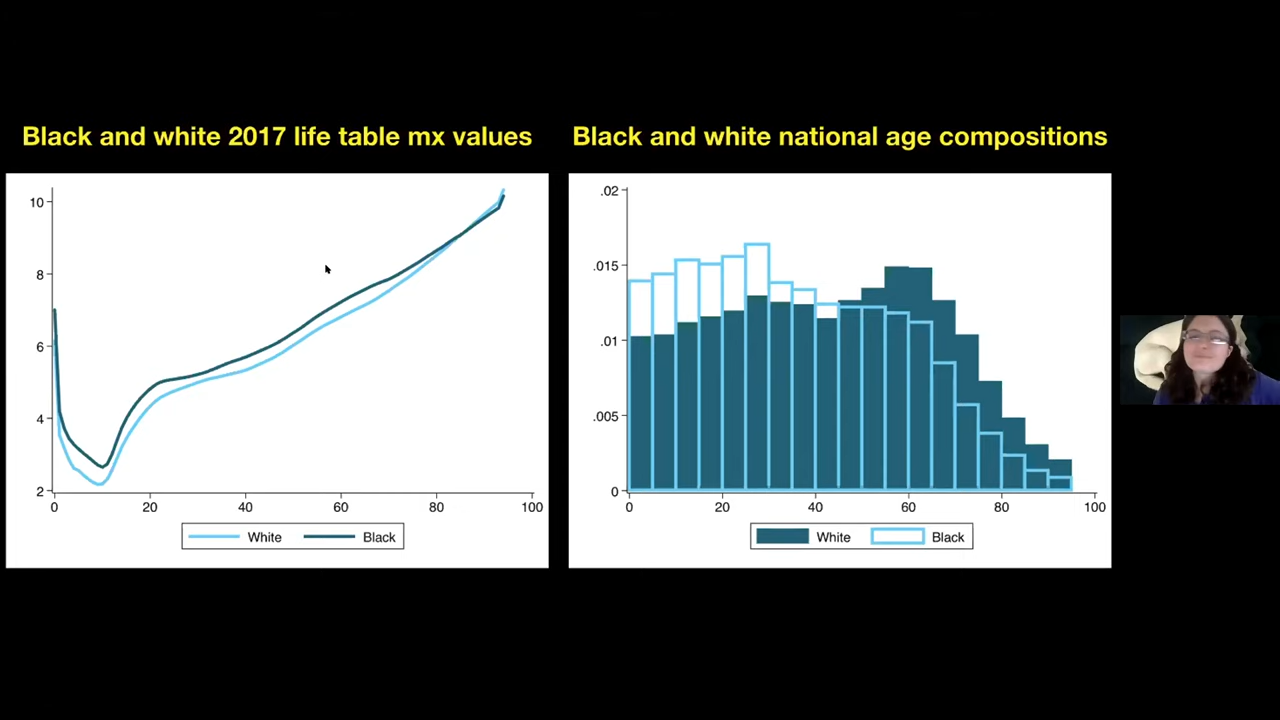 Black and white 2017 life table mx values
10
8
6
4
2
0 20 40 60 80 100
White Black
Black and white national age compositions
.02
.015
.01
.005
0
0 20 40 60 80 100
White Black